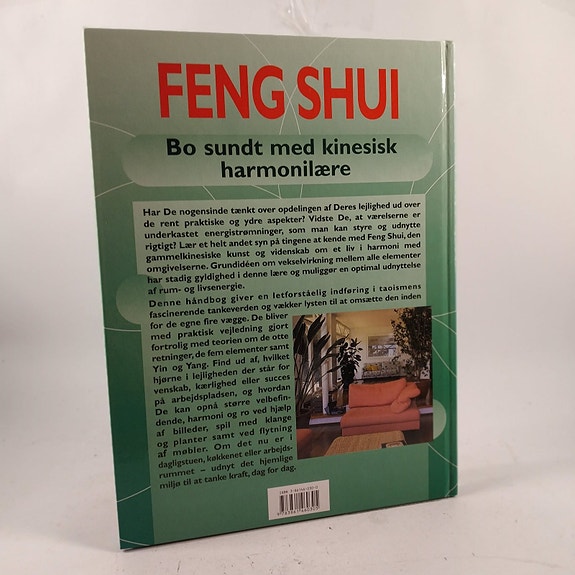 FENG SHUI
Bo sundt med kinesisk
harmonilære
Har De nogensinde tænkt over opdelingen af Deres lejlighed ud over
de rent praktiske og ydre aspekter? Vidste De, at værelserne er
underkastet energistrømninger, som man kan styre og udnytte
rigtigt? Lær et helt andet syn på tingene at kende med Feng Shui, den
gammelkinesiske kunst og videnskab om et liv i harmoni med
omgivelserne. Grundidéen om vekselvirkning mellem alle elementer
har stadig gyldighed i denne lære og muliggør en optimal udnyttelse
af rum- og livsenergie.
Denne håndbog giver en letforståelig indføring i taoismens
fascinerende tankeverden og vækker lysten til at omsætte den inden
for de egne fire vægge. De bliver
med praktisk vejledning gjort
fortrolig med teorien om de otte
retninger, de fem elementer samt
Yin og Yang. Find ud af, hvilket
hjørne i lejligheden der står for
venskab, kærlighed eller succes
på arbejdspladsen, og hvordan
De kan opnå større velbefin-
dende, harmoni og ro ved hjælp
af billeder, spil med klange
og planter samt ved flytning
af møbler. Om det nu er i
dagligstuen, køkkenet eller arbejds-
rummet – udnyt det hjemlige
miljø til at tanke kraft, dag for dag.